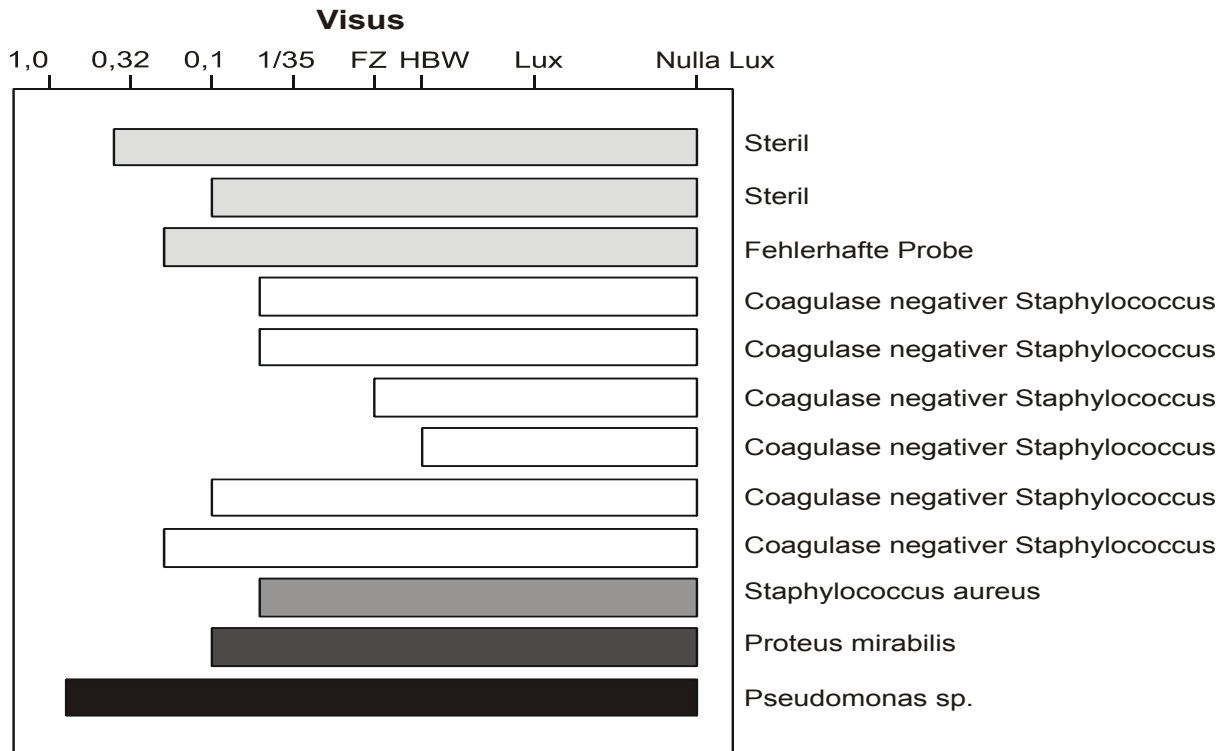 Visus
1,0 0,32 0,1 1/35 FZ HBW Lux Nulla Lux
Steril
Steril
Fehlerhafte Probe
Coagulase negativer Staphylococcus
Coagulase negativer Staphylococcus
Coagulase negativer Staphylococcus
Coagulase negativer Staphylococcus
Coagulase negativer Staphylococcus
Coagulase negativer Staphylococcus
Staphylococcus aureus
Proteus mirabilis
Pseudomonas sp.